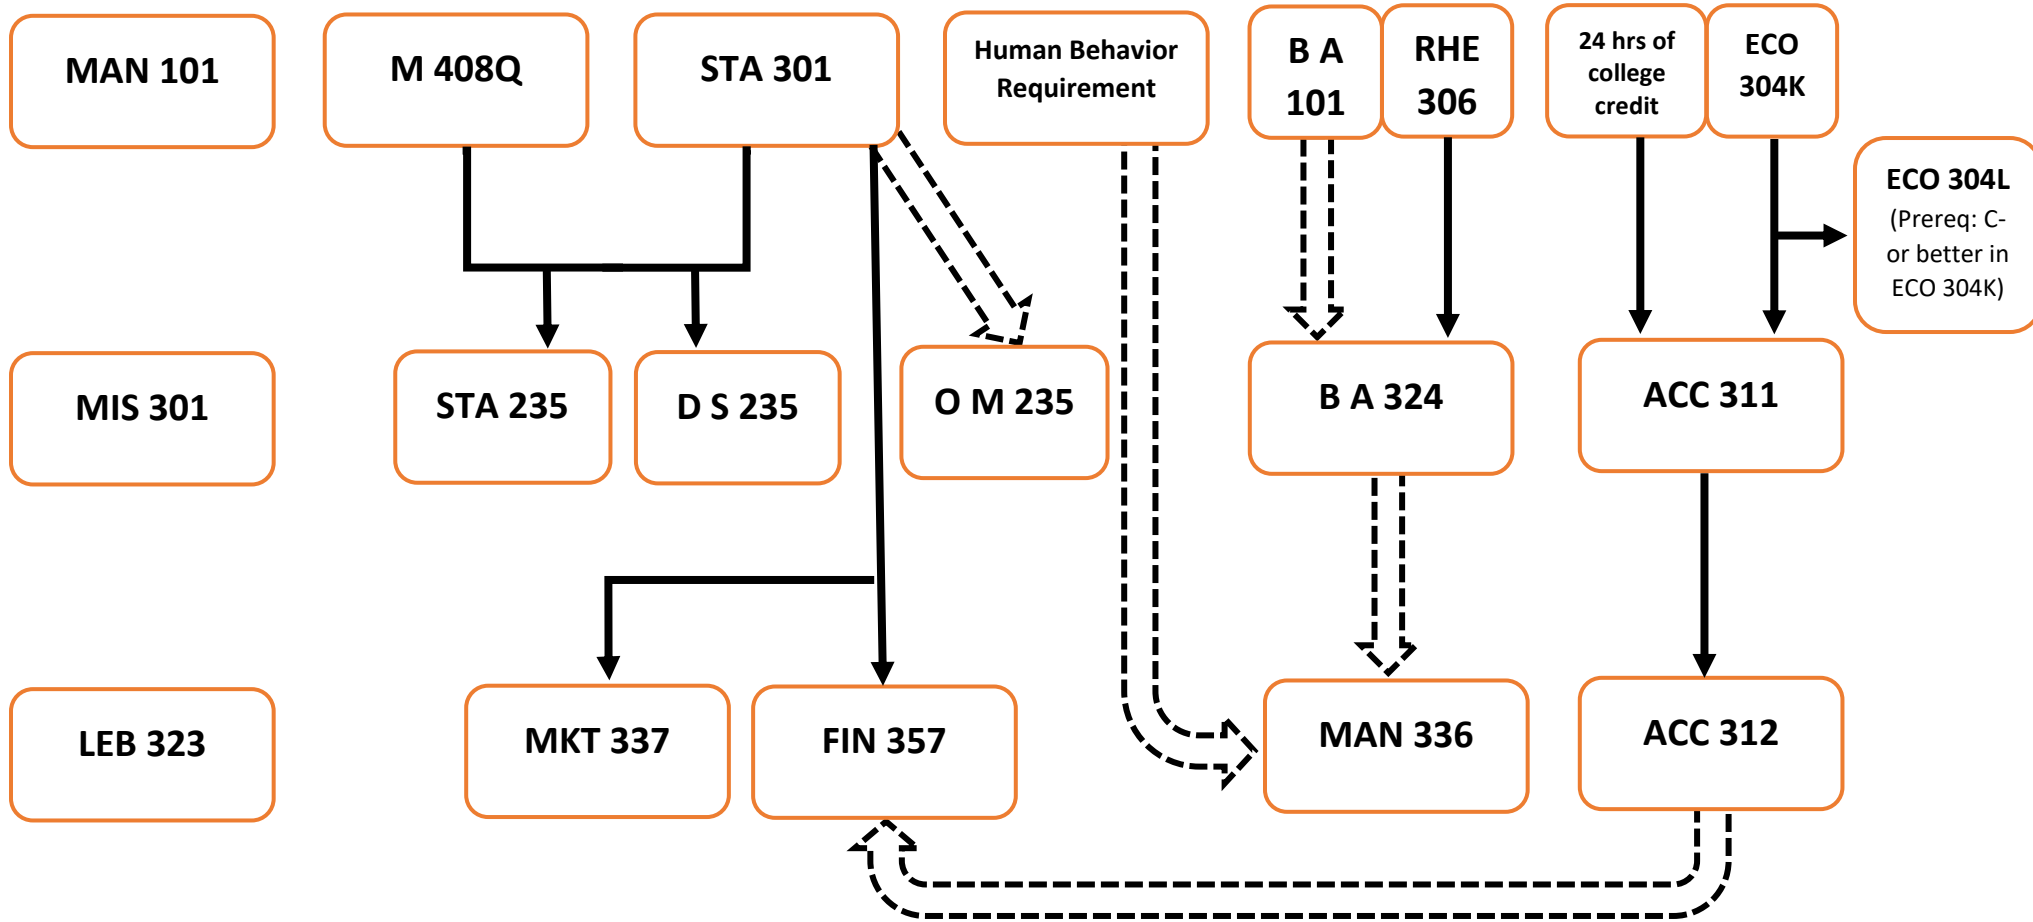 MAN 101
M 408Q
STA 301
Human Behavior
Requirement
B A
101
RHE
306
24 hrs of
college
credit
ECO
304K
ECO 304L
(Prereq: C-
or better in
ECO 304K)
MIS 301
STA 235
D S 235
O M 235
B A 324
ACC 311
LEB 323
MKT 337
FIN 357
MAN 336
ACC 312